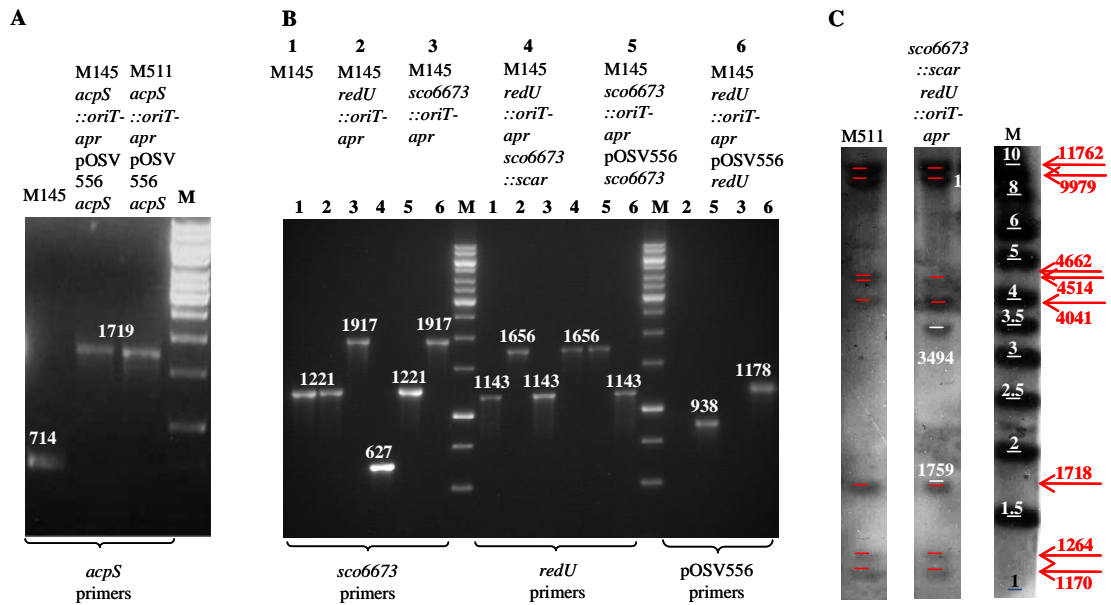 A
M145
M145
acpS
::oriT-
apr
pOSV
556
acpS
M511
acpS
::oriT-
apr
pOSV
556
acpS
M
1719
714
acpS
primers
B
1 2 3 4 5 6
M145
M145
redU
::oriT-
apr
M145
sco6673
::oriT-
apr
M145
redU
::oriT-
apr
sco6673
::scar
M145
sco6673
::oriT-
apr
pOSV556
sco6673
M145
redU
::oriT-
apr
pOSV556
redU
1 2 3 4 5 6 M 1 2 3 4 5 6 M 2 5 3 6
1917 1917 1656 1656
1221 1221 1143 1143 1143 1178
938
627
sco6673
primers
redU
primers
pOSV556
primers
C
M511
sco6673
::scar
redU
::oriT-
apr
M
10
8
6
5
4
3.5
3
2.5
2
1.5
1
1
3494
1759
11762
9979
4662
4514
4041
1718
1264
1170